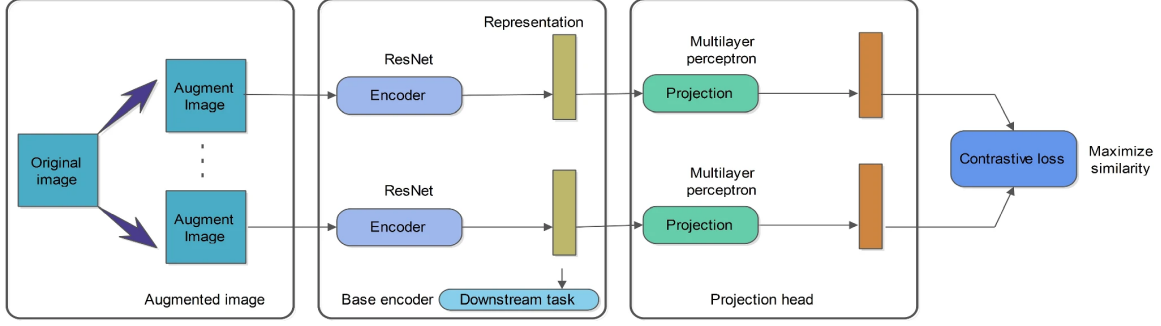 Original
image
Augment
Image
Augment
Image
Augmented image
Representation
ResNet
Encoder
ResNet
Encoder
Base encoder
Downstream task
Multilayer
perceptron
Projection
Multilayer
perceptron
Projection
Projection head
Contrastive loss
Maximize
similarity